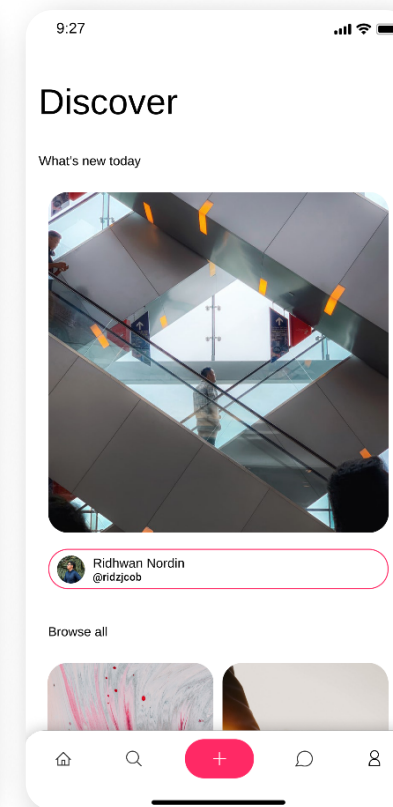 9:27
Discover
What's new today
Ridhwan Nordin
@ridzjcob
Browse all